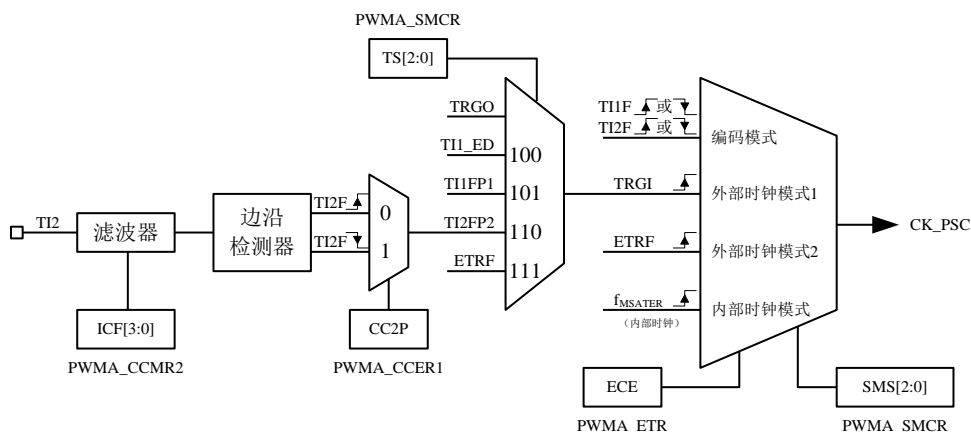 PWMA_SMCR
TS[2:0]
TRGO
TI1_ED
100
TI1FP1
101
TI2FP2
110
ETRF
111
TI2
滤波器
ICF[3:0]
PWMA_CCMR2
边沿
检测器
TI2F
0
TI2F
1
CC2P
PWMA_CCER1
TI1F 或
TI2F 或
编码模式
TRGI
外部时钟模式1
ETRF
外部时钟模式2
fMSATER
(内部时钟)
内部时钟模式
CK_PSC
ECE
PWMA_ETR
SMS[2:0]
PWMA_SMCR